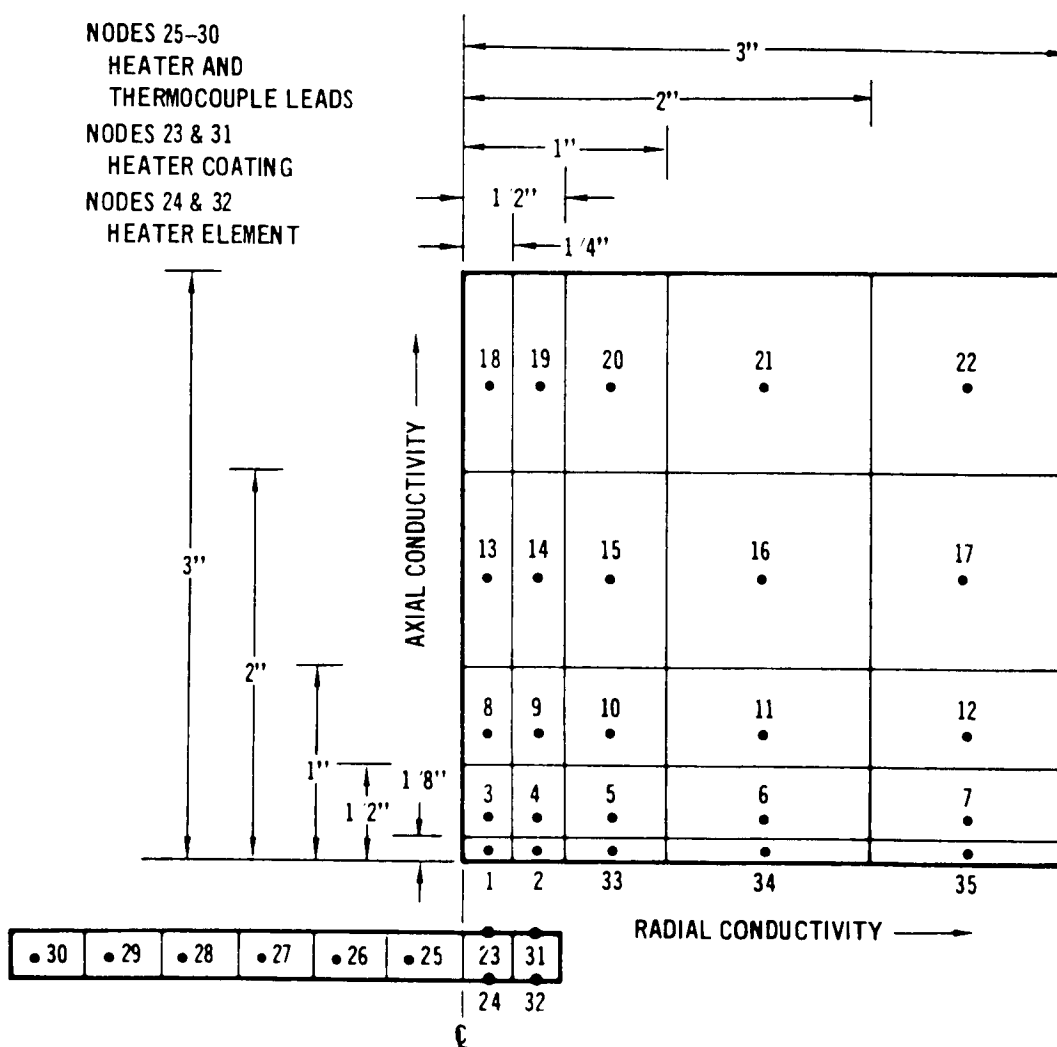 NODES 25-30
HEATER AND
THERMOCOUPLE LEADS
NODES 23 & 31
HEATER COATING
NODES 24 & 32
HEATER ELEMENT
3"
2"
1"
1/2"
1/4"
18 19 20 21 22
AXIAL CONDUCTIVITY
13 14 15 16 17
3"
2"
8 9 10 11 12
1"
1/2"
1/8"
3 4 5 6 7
1 2 33 34 35
RADIAL CONDUCTIVITY
30 29 28 27 26 25 23 31
24 32
℄